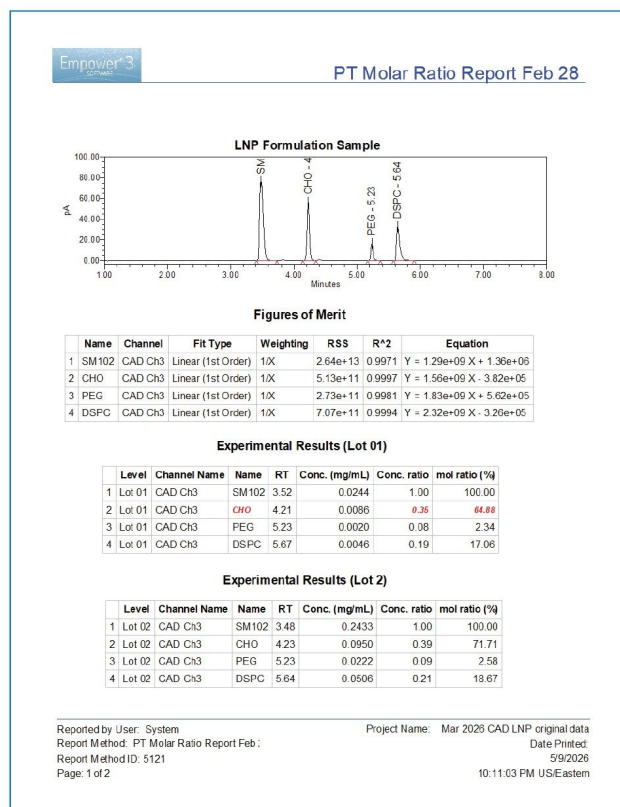 Empower 3
SOFTWARE
PT Molar Ratio Report Feb 28
LNP Formulation Sample
100.00
80.00
60.00
40.00
20.00
0.00
pA
SM
CHO - 4
PEG - 5.23
DSPC - 5.64
1.00 2.00 3.00 4.00 5.00 6.00 7.00 8.00
Minutes
Figures of Merit
Name Channel Fit Type Weighting RSS R^2 Equation
1 SM102 CAD Ch3 Linear (1st Order) 1/X 2.64e+13 0.9971 Y = 1.29e+09 X + 1.36e+06
2 CHO CAD Ch3 Linear (1st Order) 1/X 5.13e+11 0.9997 Y = 1.56e+09 X - 3.82e+05
3 PEG CAD Ch3 Linear (1st Order) 1/X 2.73e+11 0.9981 Y = 1.83e+09 X + 5.62e+05
4 DSPC CAD Ch3 Linear (1st Order) 1/X 7.07e+11 0.9994 Y = 2.32e+09 X - 3.26e+05
Experimental Results (Lot 01)
Level Channel Name Name RT Conc. (mg/mL) Conc. ratio mol ratio (%)
1 Lot 01 CAD Ch3 SM102 3.52 0.0244 1.00 100.00
2 Lot 01 CAD Ch3 CHO 4.21 0.0086 0.35 64.88
3 Lot 01 CAD Ch3 PEG 5.23 0.0020 0.08 2.34
4 Lot 01 CAD Ch3 DSPC 5.67 0.0046 0.19 17.06
Experimental Results (Lot 2)
Level Channel Name Name RT Conc. (mg/mL) Conc. ratio mol ratio (%)
1 Lot 02 CAD Ch3 SM102 3.48 0.2433 1.00 100.00
2 Lot 02 CAD Ch3 CHO 4.23 0.0950 0.39 71.71
3 Lot 02 CAD Ch3 PEG 5.23 0.0222 0.09 2.58
4 Lot 02 CAD Ch3 DSPC 5.64 0.0506 0.21 18.67
Reported by User: System
Report Method: PT Molar Ratio Report Feb :
Report Method ID: 5121
Page: 1 of 2
Project Name: Mar 2026 CAD LNP original data
Date Printed:
5/9/2026
10:11:03 PM US/Eastern